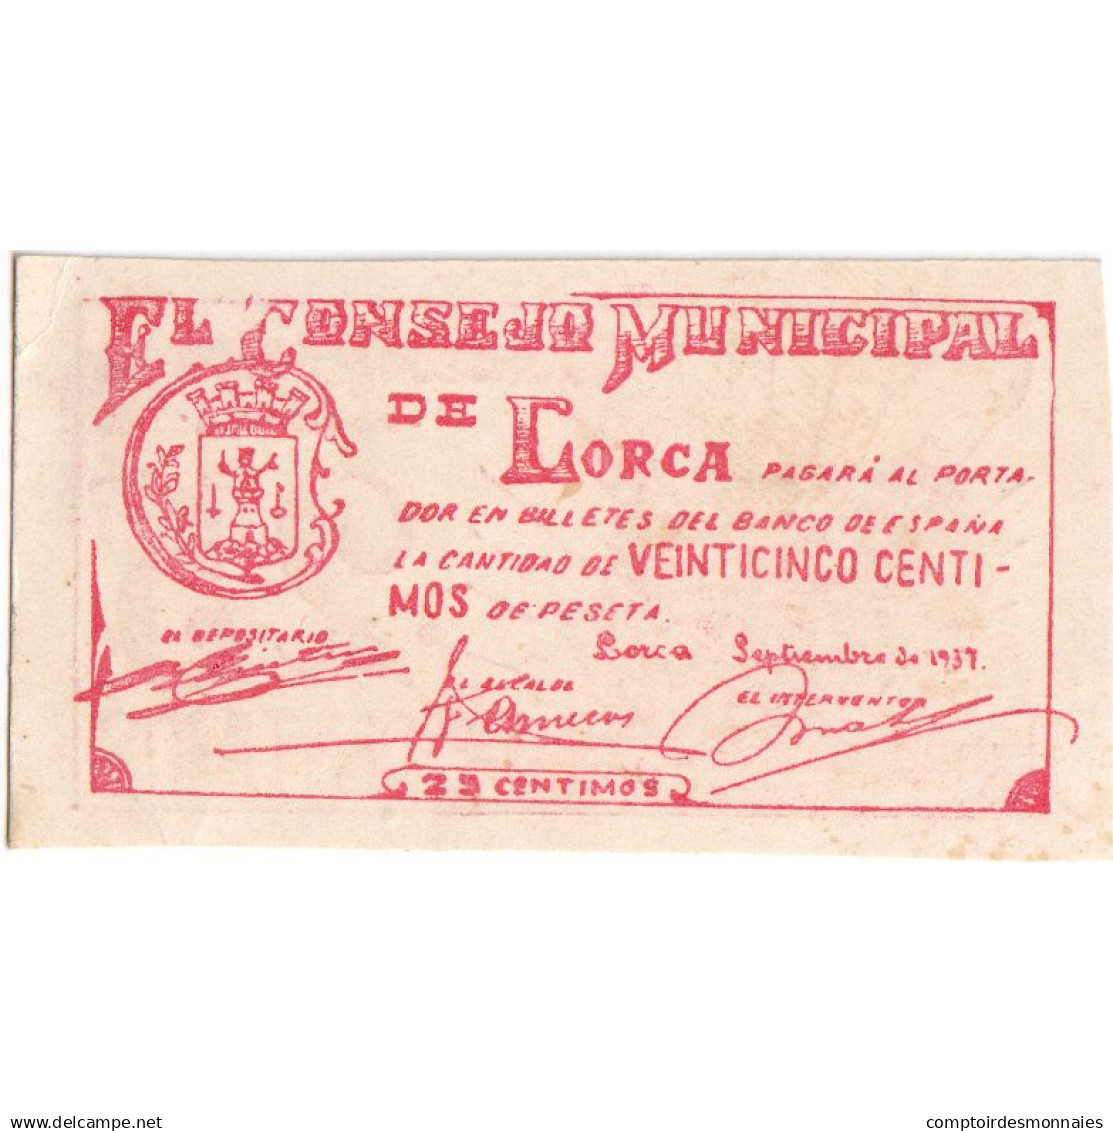 EL CONSEJO MUNICIPAL
DE LORCA PAGARÁ AL PORTA-
DOR EN BILLETES DEL BANCO DE ESPAÑA
LA CANTIDAD DE VEINTICINCO CENTI-
MOS DE PESETA.
Lorca Septiembre de 1937.
EL DEPOSITARIO
EL ALCALDE
EL INTERVENTOR
25 CENTIMOS
delcampe.net
comptoirdesmonnaies